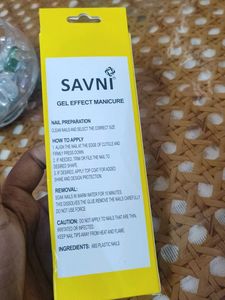 SAVNI
GEL EFFECT MANICURE
NAIL PREPARATION
CLEAN NAILS AND SELECT THE CORRECT SIZE
HOW TO APPLY
1. ALIGN THE NAIL AT THE EDGE OF CUTICLE AND
FIRMLY PRESS DOWN.
2. IF NEEDED, TRIM OR FILE THE NAIL TO
DESIRED SHAPE.
3. IF DESIRED, APPLY TOP COAT FOR ADDED
SHINE AND DESIGN PROTECTION.
REMOVAL:
SOAK NAILS IN WARM WATER FOR 10 MINUTES.
THIS DISSOLVES THE GLUE. REMOVE THE NAILS CAREFULLY
DO NOT USE FORCE
CAUTION: DO NOT APPLY TO NAILS THAT ARE THIN,
IRRITATED OR INFECTED.
KEEP NAIL TIPS AWAY FROM HEAT AND FLAME.
INGREDIENTS: ABS PLASTIC NAILS